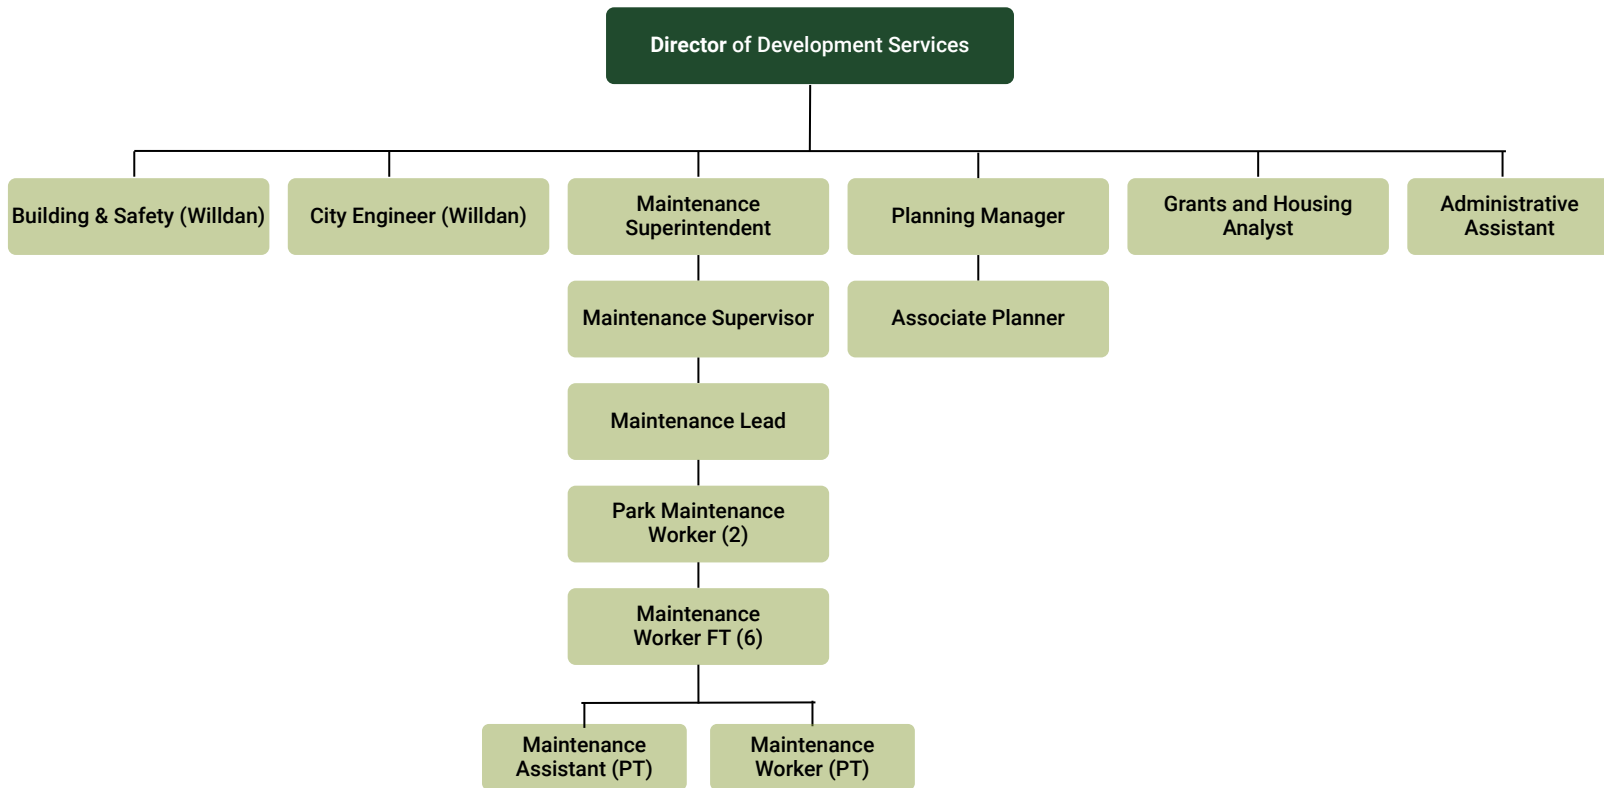 Director of Development Services
Building & Safety (Willdan)
City Engineer (Willdan)
Maintenance
Superintendent
Planning Manager
Grants and Housing
Analyst
Administrative
Assistant
Maintenance Supervisor
Associate Planner
Maintenance Lead
Park Maintenance
Worker (2)
Maintenance
Worker FT (6)
Maintenance
Assistant (PT)
Maintenance
Worker (PT)